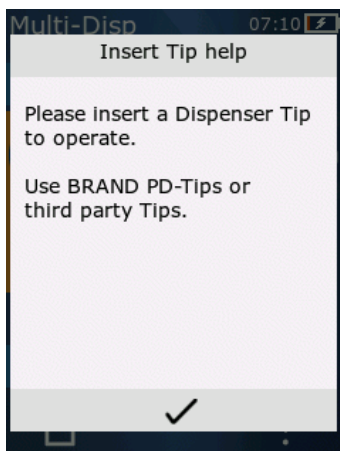 Multi-Disp 07:10
Insert Tip help
Please insert a Dispenser Tip
to operate.
Use BRAND PD-Tips or
third party Tips.